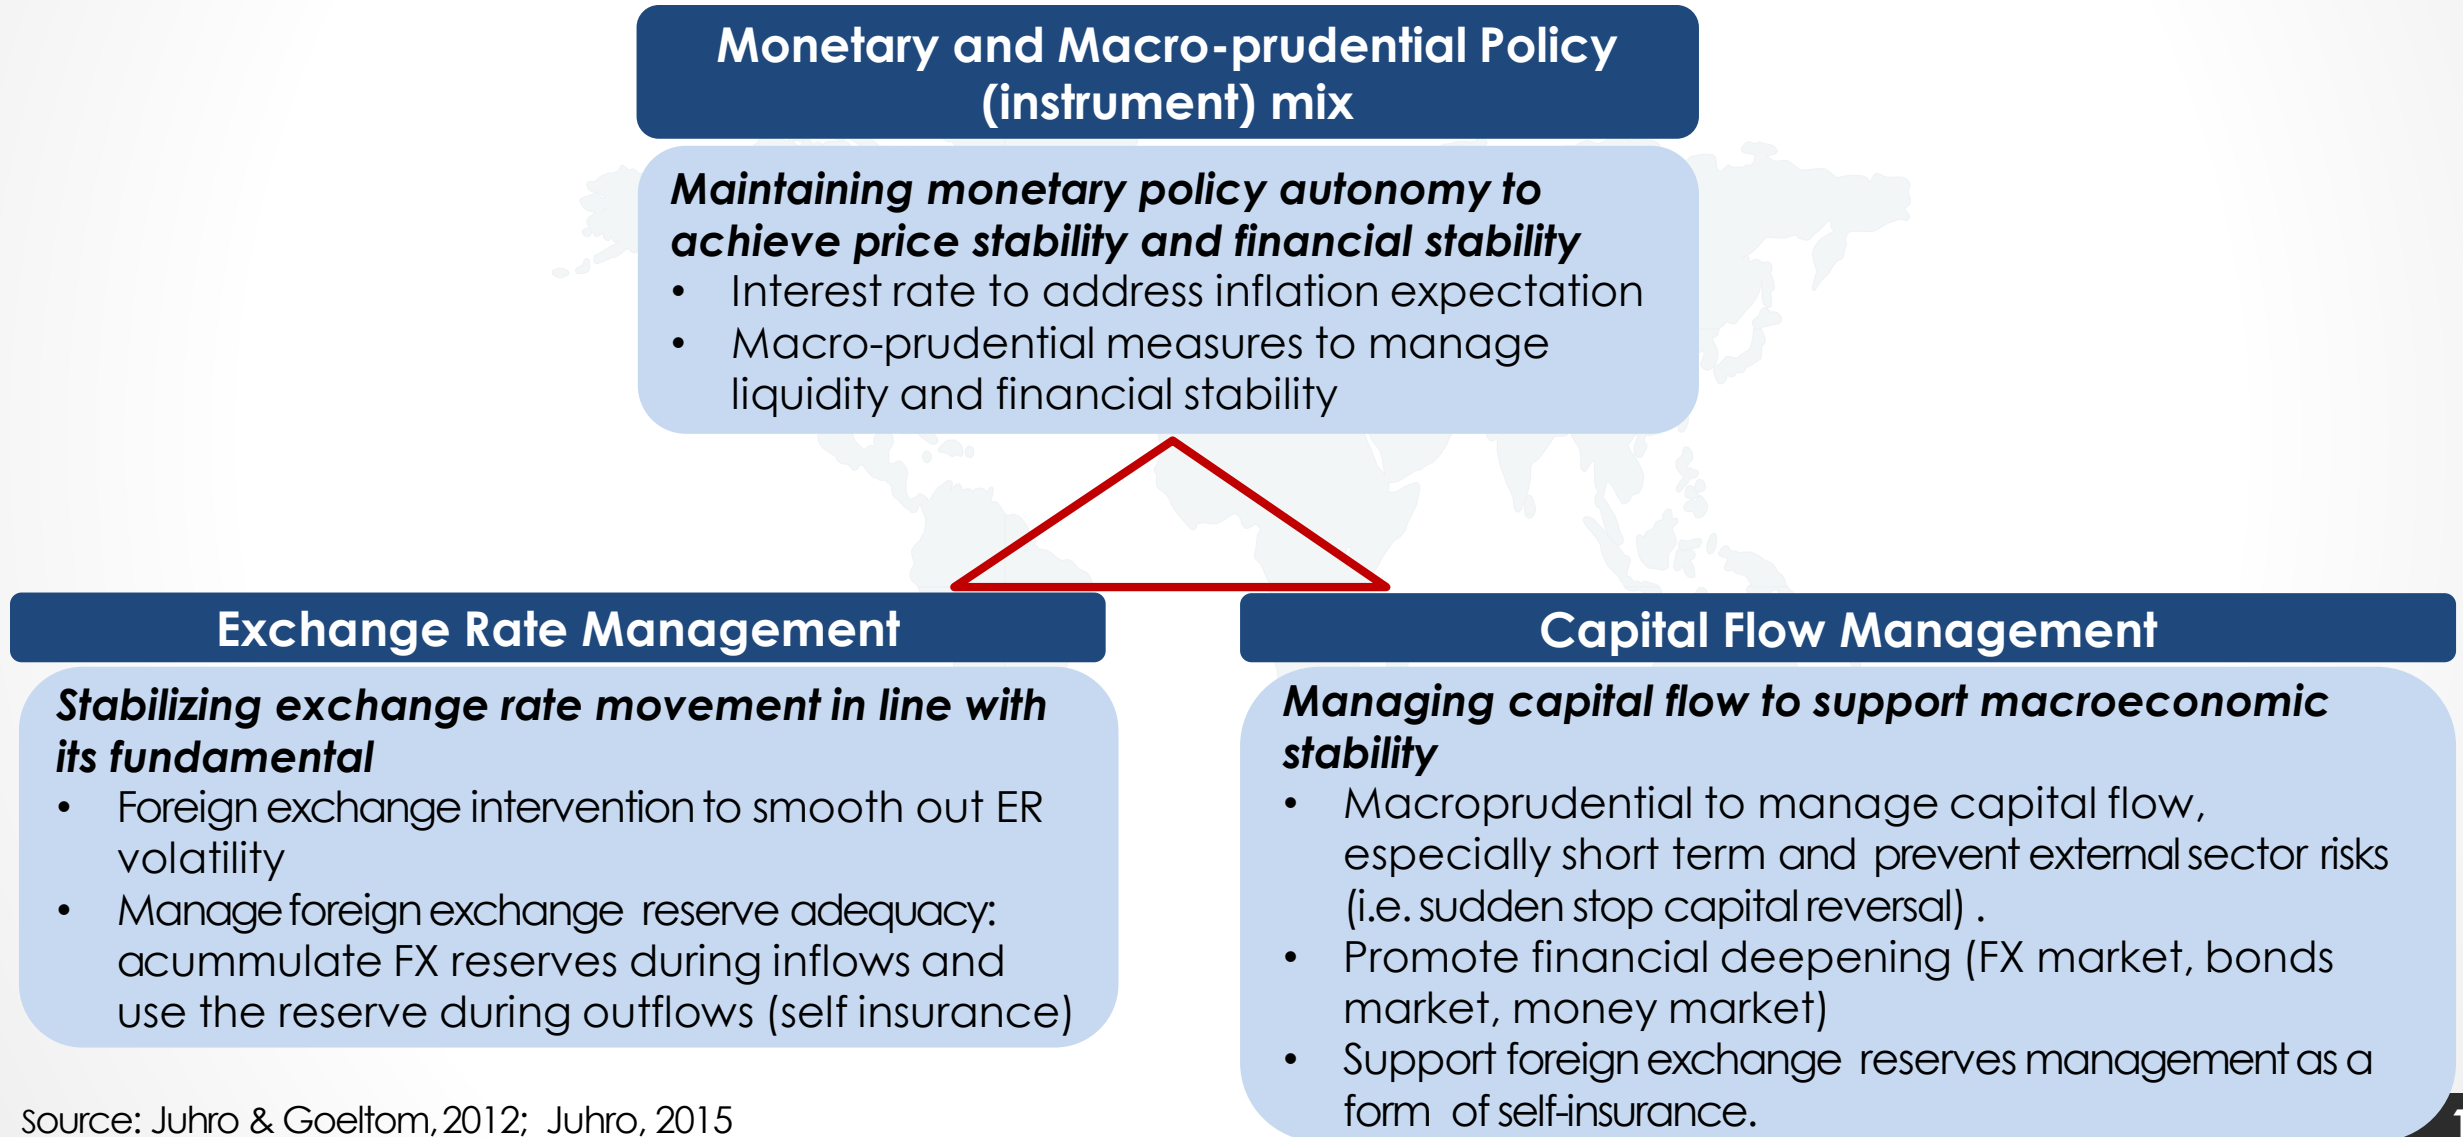 Monetary and Macro-prudential Policy
(instrument) mix
Maintaining monetary policy autonomy to
achieve price stability and financial stability
• Interest rate to address inflation expectation
• Macro-prudential measures to manage
liquidity and financial stability
Exchange Rate Management
Stabilizing exchange rate movement in line with
its fundamental
• Foreign exchange intervention to smooth out ER
volatility
• Manage foreign exchange reserve adequacy:
acummulate FX reserves during inflows and
use the reserve during outflows (self insurance)
Capital Flow Management
Managing capital flow to support macroeconomic
stability
• Macroprudential to manage capital flow,
especially short term and prevent external sector risks
(i.e. sudden stop capital reversal) .
• Promote financial deepening (FX market, bonds
market, money market)
• Support foreign exchange reserves management as a
form of self-insurance.
Source: Juhro & Goeltom, 2012; Juhro, 2015